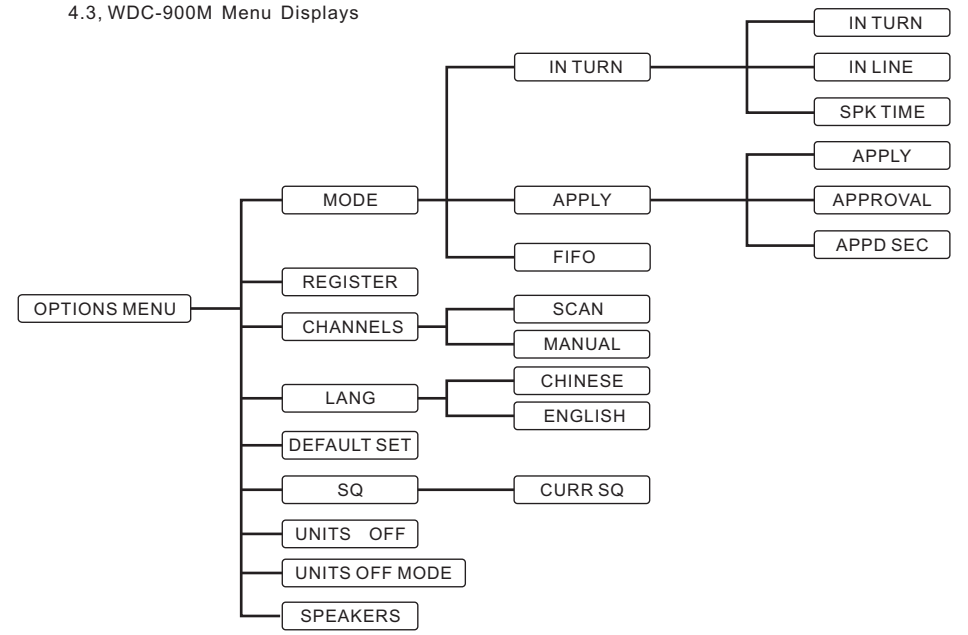 4.3, WDC-900M Menu Displays
IN TURN
IN TURN
IN LINE
SPK TIME
APPLY
MODE
APPLY
APPROVAL
APPD SEC
FIFO
REGISTER
OPTIONS MENU
SCAN
CHANNELS
MANUAL
CHINESE
LANG
ENGLISH
DEFAULT SET
SQ
CURR SQ
UNITS OFF
UNITS OFF MODE
SPEAKERS